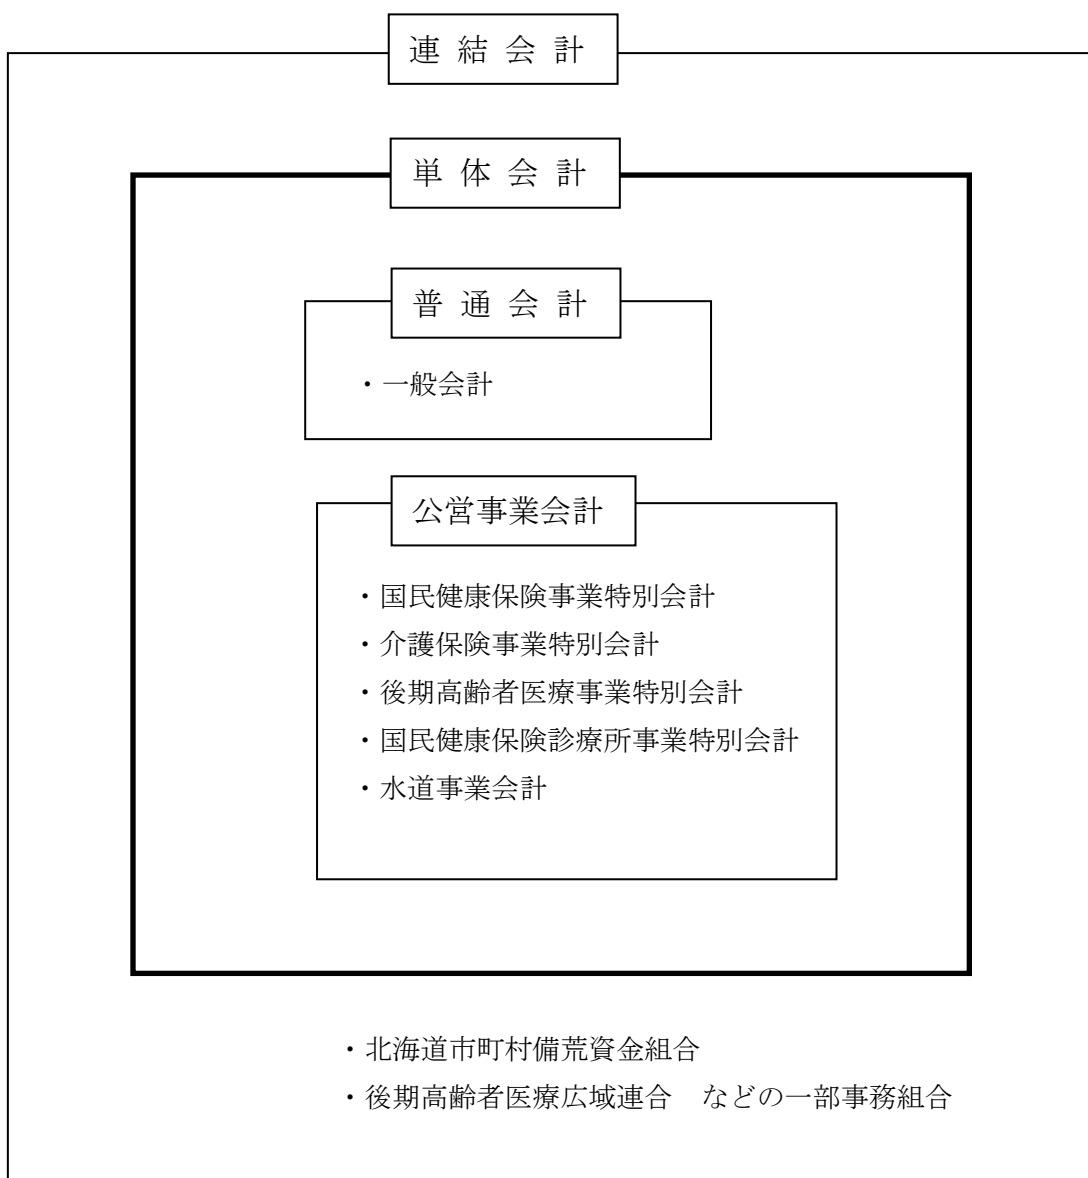 連結会計
単体会計
普通会計
・一般会計
公営事業会計
・国民健康保険事業特別会計
・介護保険事業特別会計
・後期高齢者医療事業特別会計
・国民健康保険診療所事業特別会計
・水道事業会計
・北海道市町村備荒資金組合
・後期高齢者医療広域連合　などの一部事務組合